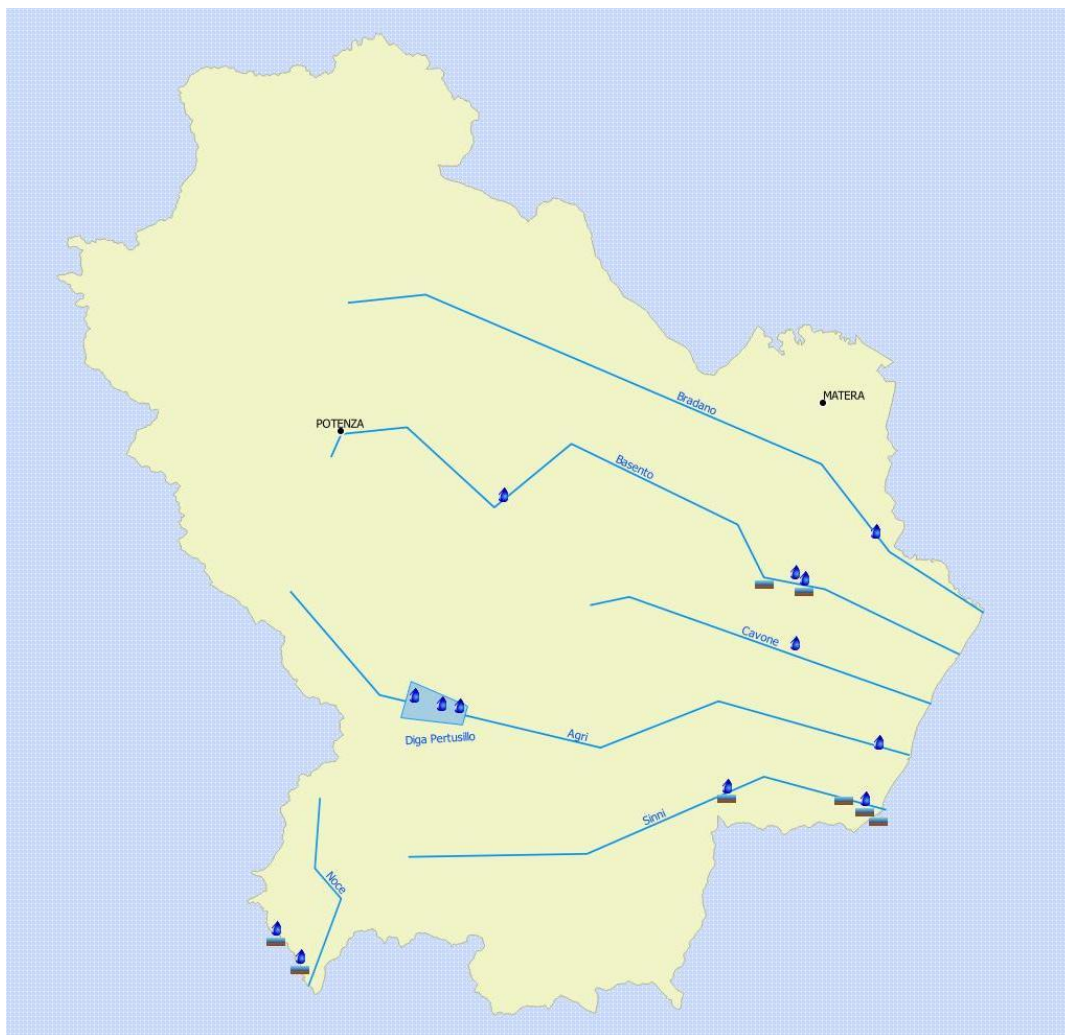 Bradano
MATERA
POTENZA
Basento
Cavone
Diga Pertusillo
Agri
Sinni
Noce